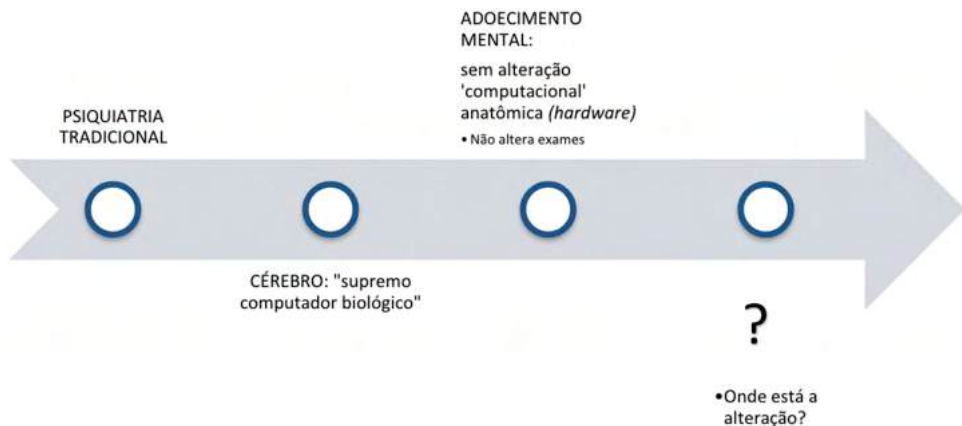 PSIQUIATRIA
TRADICIONAL
CÉREBRO: "supremo
computador biológico"
ADOECIMENTO
MENTAL:
sem alteração
'computacional'
anatômica (hardware)
• Não altera exames
?
•Onde está a
alteração?